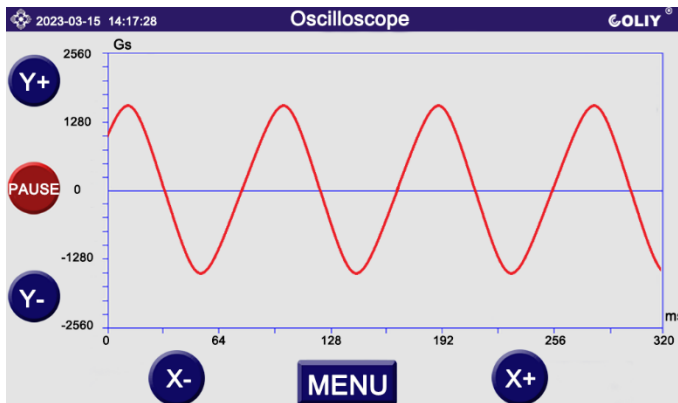 2023-03-15 14:17:28 Oscilloscope COLIY®
Gs
2560
Y+
1280
PAUSE 0
-1280
Y-
-2560
ms
0 64 128 192 256 320
X- MENU X+